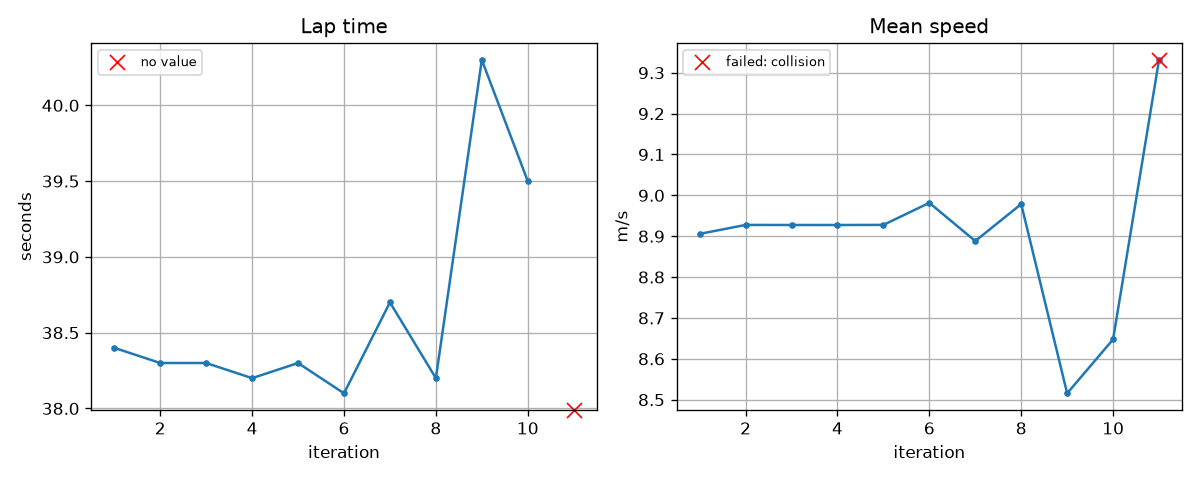 Lap time
no value
seconds
40.0
39.5
39.0
38.5
38.0
2 4 6 8 10
iteration
Mean speed
failed: collision
m/s
9.3
9.2
9.1
9.0
8.9
8.8
8.7
8.6
8.5
2 4 6 8 10
iteration